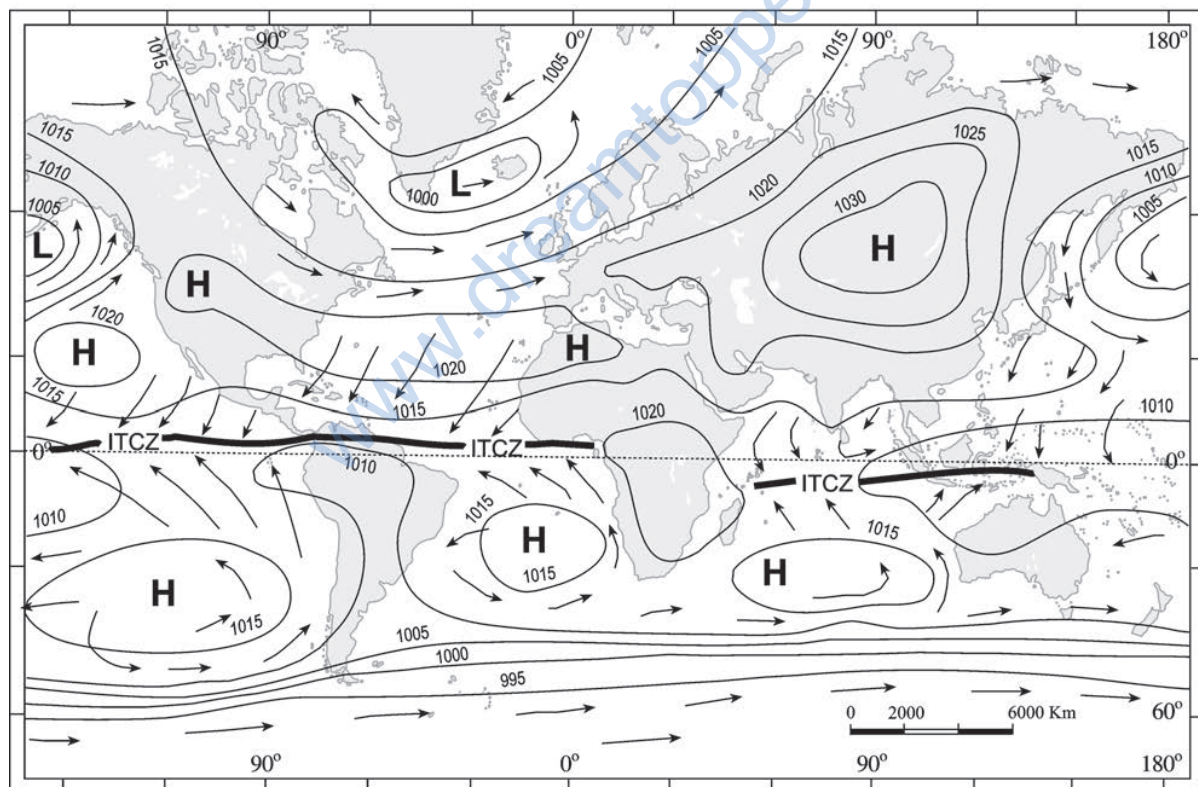 90° 0° 90° 180°
1015 1005 1005 1015
1015 1025 1015
1010 1000 L 1020 1010
1005 1030 1005
L H H
1020 H
H H
1015 1020
1015 1020 1010
0° ITCZ ITCZ 0°
1010 ITCZ
1010 1015 1015
H H
H 1015
1015
1005
1000
995
0 2000 6000 Km 60°
90° 0° 90° 180°
www.dreamtoppe